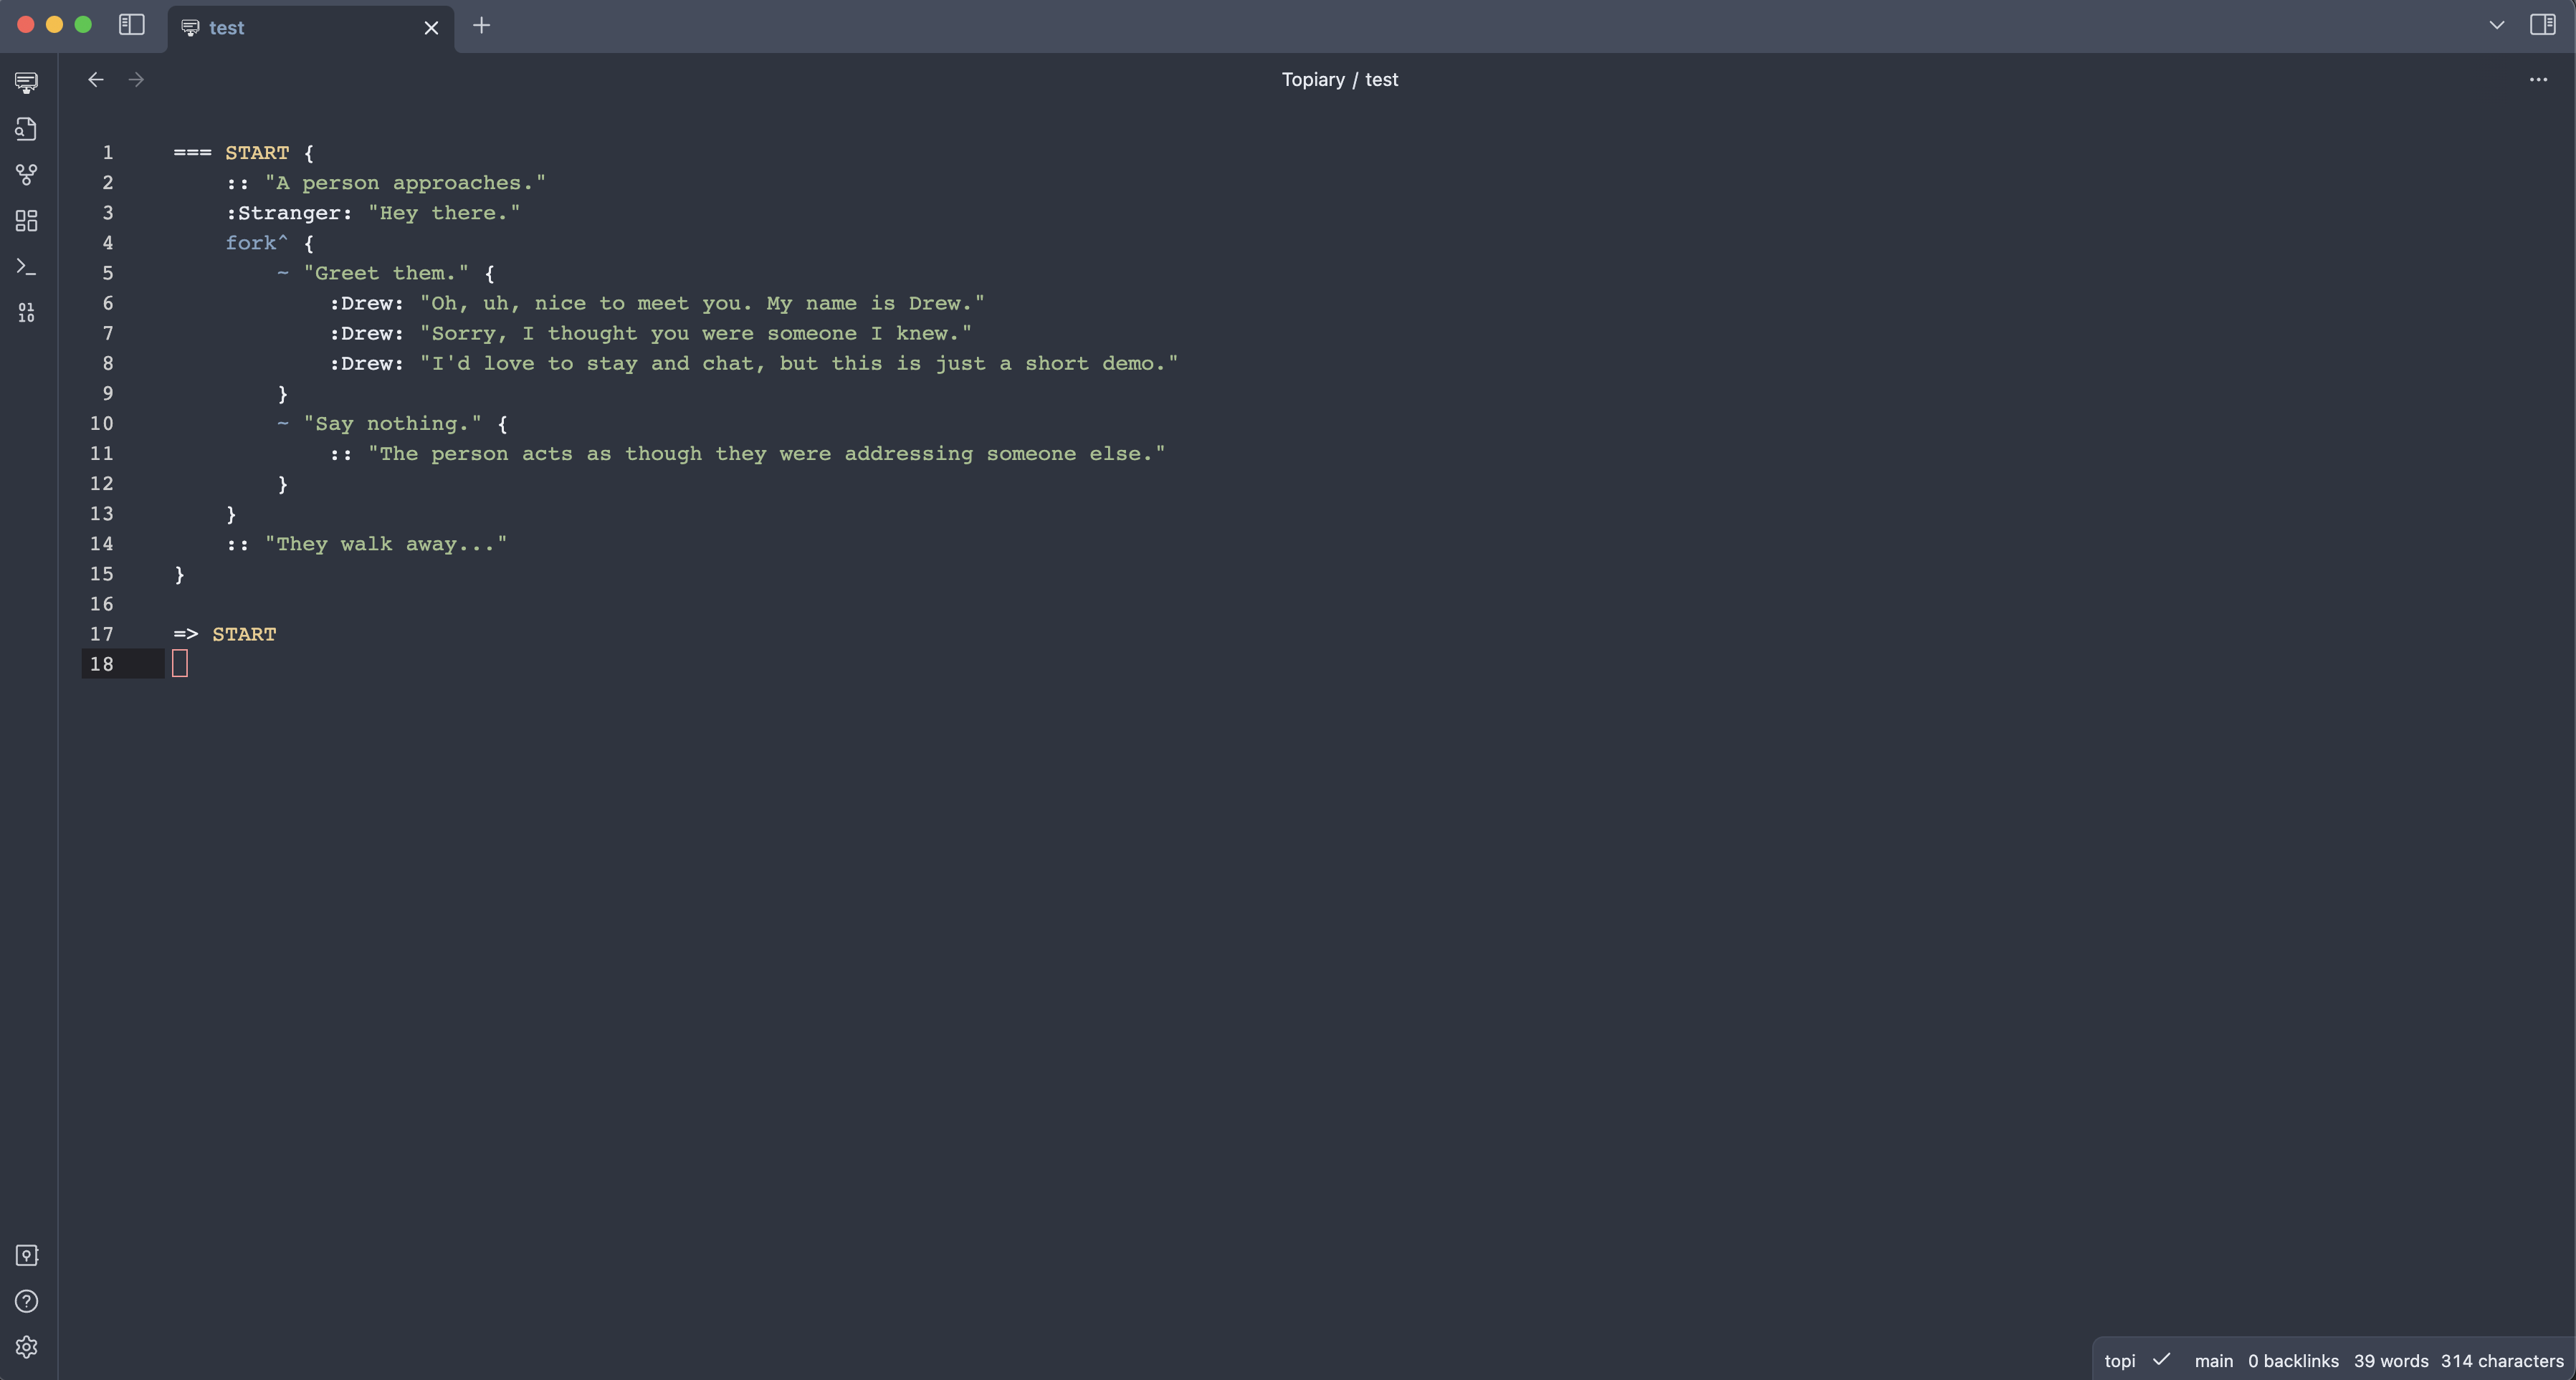 test
Topiary / test
1 === START {
2 :: "A person approaches."
3 :Stranger: "Hey there."
4 fork^ {
5 ~ "Greet them." {
6 :Drew: "Oh, uh, nice to meet you. My name is Drew."
7 :Drew: "Sorry, I thought you were someone I knew."
8 :Drew: "I'd love to stay and chat, but this is just a short demo."
9 }
10 ~ "Say nothing." {
11 :: "The person acts as though they were addressing someone else."
12 }
13 }
14 :: "They walk away..."
15 }
16
17 => START
18
topi main 0 backlinks 39 words 314 characters